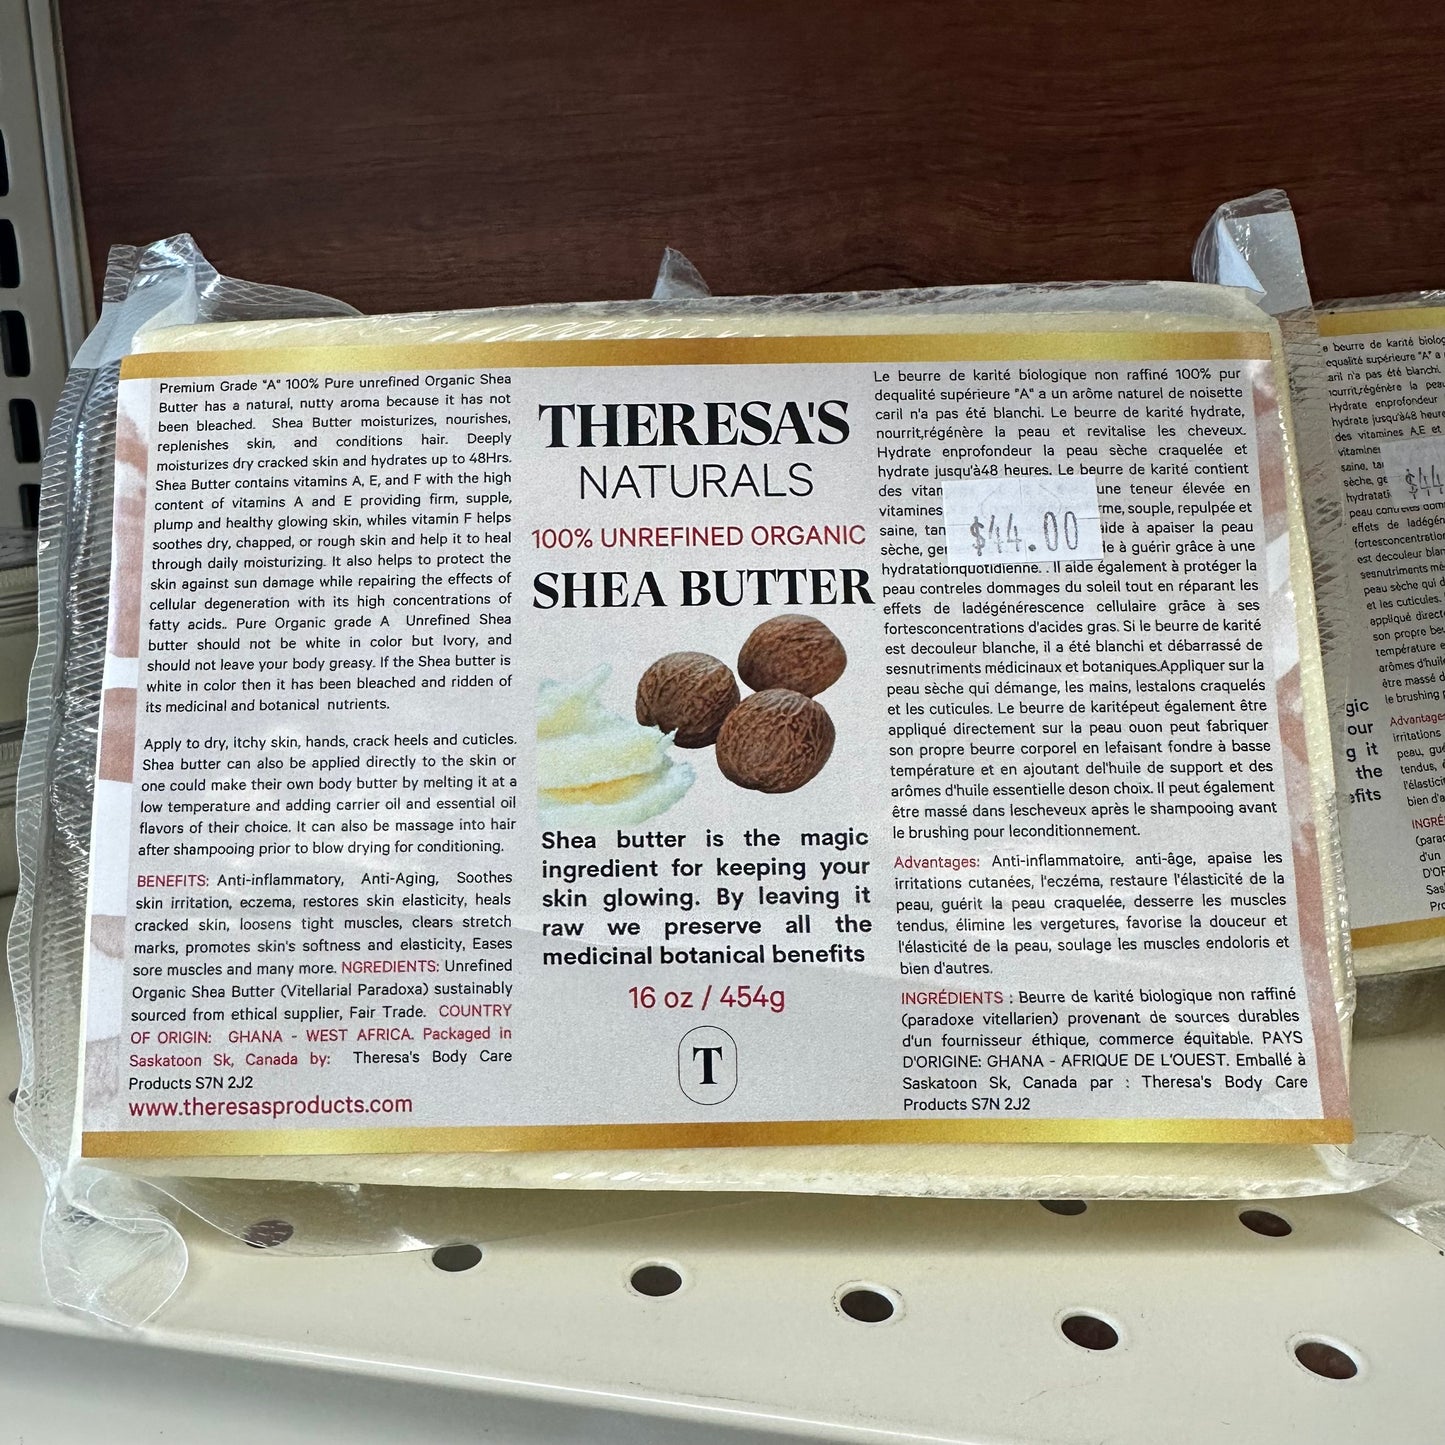 Premium Grade "A" 100% Pure unrefined Organic Shea
Butter has a natural, nutty aroma because it has not
been bleached. Shea Butter moisturizes, nourishes,
replenishes skin, and conditions hair. Deeply
moisturizes dry cracked skin and hydrates up to 48Hrs.
Shea Butter contains vitamins A, E, and F with the high
content of vitamins A and E providing firm, supple,
plump and healthy glowing skin, whiles vitamin F helps
soothes dry, chapped, or rough skin and help it to heal
through daily moisturizing. It also helps to protect the
skin against sun damage while repairing the effects of
cellular degeneration with its high concentrations of
fatty acids.. Pure Organic grade A Unrefined Shea
butter should not be white in color but Ivory, and
should not leave your body greasy. If the Shea butter is
white in color then it has been bleached and ridden of
its medicinal and botanical nutrients.
Apply to dry, itchy skin, hands, crack heels and cuticles.
Shea butter can also be applied directly to the skin or
one could make their own body butter by melting it at a
low temperature and adding carrier oil and essential oil
flavors of their choice. It can also be massage into hair
after shampooing prior to blow drying for conditioning.
BENEFITS: Anti-inflammatory, Anti-Aging, Soothes
skin irritation, eczema, restores skin elasticity, heals
cracked skin, loosens tight muscles, clears stretch
marks, promotes skin's softness and elasticity, Eases
sore muscles and many more. NGREDIENTS: Unrefined
Organic Shea Butter (Vitellarial Paradoxa) sustainably
sourced from ethical supplier, Fair Trade. COUNTRY
OF ORIGIN: GHANA - WEST AFRICA. Packaged in
Saskatoon Sk, Canada by: Theresa's Body Care
Products S7N 2J2
www.theresasproducts.com
THERESA'S
NATURALS
100% UNREFINED ORGANIC
SHEA BUTTER
Shea butter is the magic
ingredient for keeping your
skin glowing. By leaving it
raw we preserve all the
medicinal botanical benefits
16 oz / 454g
T
Le beurre de karité biologique non raffiné 100% pur
dequalité supérieure "A" a un arôme naturel de noisette
caril n'a pas été blanchi. Le beurre de karité hydrate,
nourrit,régénère la peau et revitalise les cheveux.
Hydrate enprofondeur la peau sèche craquelée et
hydrate jusqu'à48 heures. Le beurre de karité contient
des vitam une teneur élevée en
vitamines rme, souple, repulpée et
saine, tan aide à apaiser la peau
sèche, ger e à guérir grâce à une
$44.00
hydratationquotidienne. . Il aide également à protéger la
peau contreles dommages du soleil tout en réparant les
effets de ladégénérescence cellulaire grâce à ses
fortesconcentrations d'acides gras. Si le beurre de karité
est decouleur blanche, il a été blanchi et débarrassé de
sesnutriments médicinaux et botaniques.Appliquer sur la
peau sèche qui démange, les mains, lestalons craquelés
et les cuticules. Le beurre de karitépeut également être
appliqué directement sur la peau ouon peut fabriquer
son propre beurre corporel en lefaisant fondre à basse
température et en ajoutant del'huile de support et des
arômes d'huile essentielle deson choix. Il peut également
être massé dans lescheveux après le shampooing avant
le brushing pour leconditionnement.
Advantages: Anti-inflammatoire, anti-âge, apaise les
irritations cutanées, l'eczéma, restaure l'élasticité de la
peau, guérit la peau craquelée, desserre les muscles
tendus, élimine les vergetures, favorise la douceur et
l'élasticité de la peau, soulage les muscles endoloris et
bien d'autres.
INGRÉDIENTS : Beurre de karité biologique non raffiné
(paradoxe vitellarien) provenant de sources durables
d'un fournisseur éthique, commerce équitable. PAYS
D'ORIGINE: GHANA - AFRIQUE DE L'OUEST. Emballé à
Saskatoon Sk, Canada par : Theresa's Body Care
Products S7N 2J2